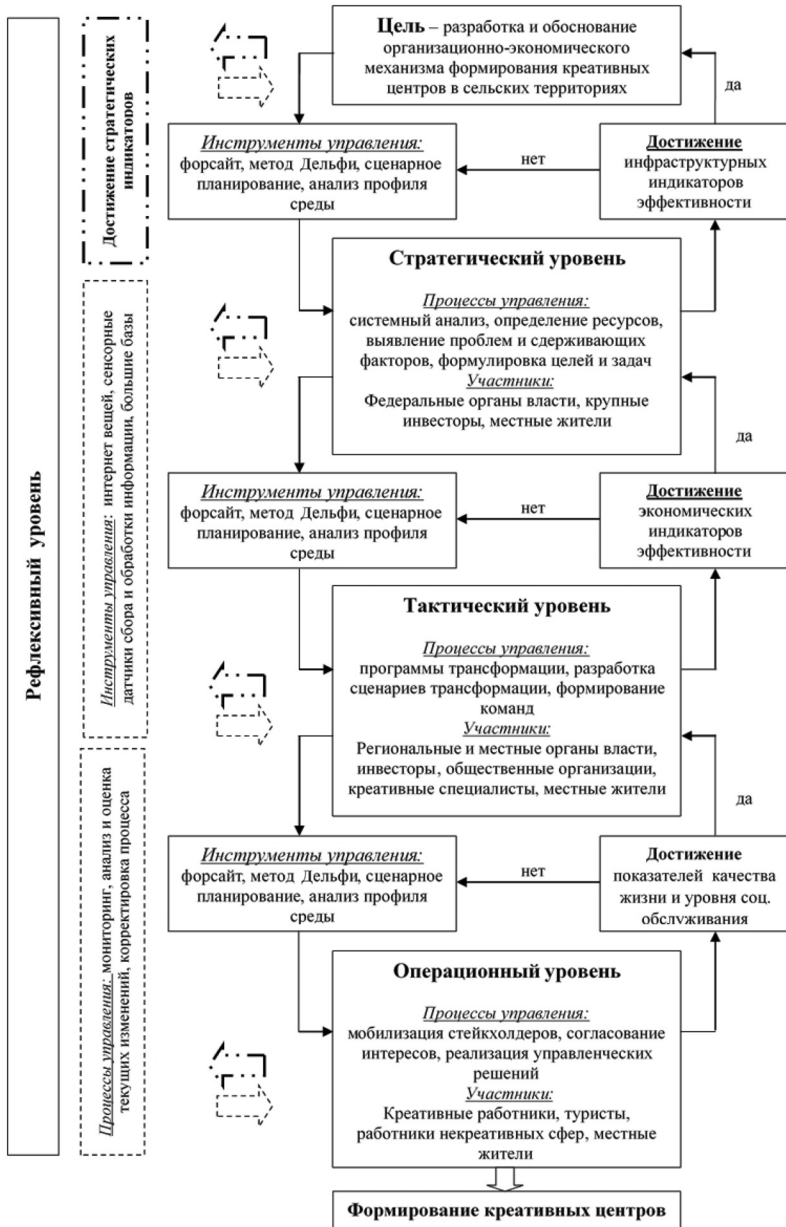 Рефлексивный уровень
Достижение стратегических
индикаторов
Инструменты управления: интернет вещей, сенсорные
датчики сбора и обработки информации, большие базы
Процессы управления: мониторинг, анализ и оценка
текущих изменений, корректировка процесса
Цель – разработка и обоснование
организационно-экономического
механизма формирования креативных
центров в сельских территориях
да
Инструменты управления:
форсайт, метод Дельфи, сценарное
планирование, анализ профиля
среды
нет
Достижение
инфраструктурных
индикаторов
эффективности
Стратегический уровень
Процессы управления:
системный анализ, определение ресурсов,
выявление проблем и сдерживающих
факторов, формулировка целей и задач
Участники:
Федеральные органы власти, крупные
инвесторы, местные жители
да
Инструменты управления:
форсайт, метод Дельфи, сценарное
планирование, анализ профиля
среды
нет
Достижение
экономических
индикаторов
эффективности
Тактический уровень
Процессы управления:
программы трансформации, разработка
сценариев трансформации, формирование
команд
Участники:
Региональные и местные органы власти,
инвесторы, общественные организации,
креативные специалисты, местные жители
да
Инструменты управления:
форсайт, метод Дельфи, сценарное
планирование, анализ профиля
среды
нет
Достижение
показателей качества
жизни и уровня соц.
обслуживания
Операционный уровень
Процессы управления:
мобилизация стейкхолдеров, согласование
интересов, реализация управленческих
решений
Участники:
Креативные работники, туристы,
работники некреативных сфер, местные
жители
Формирование креативных центров